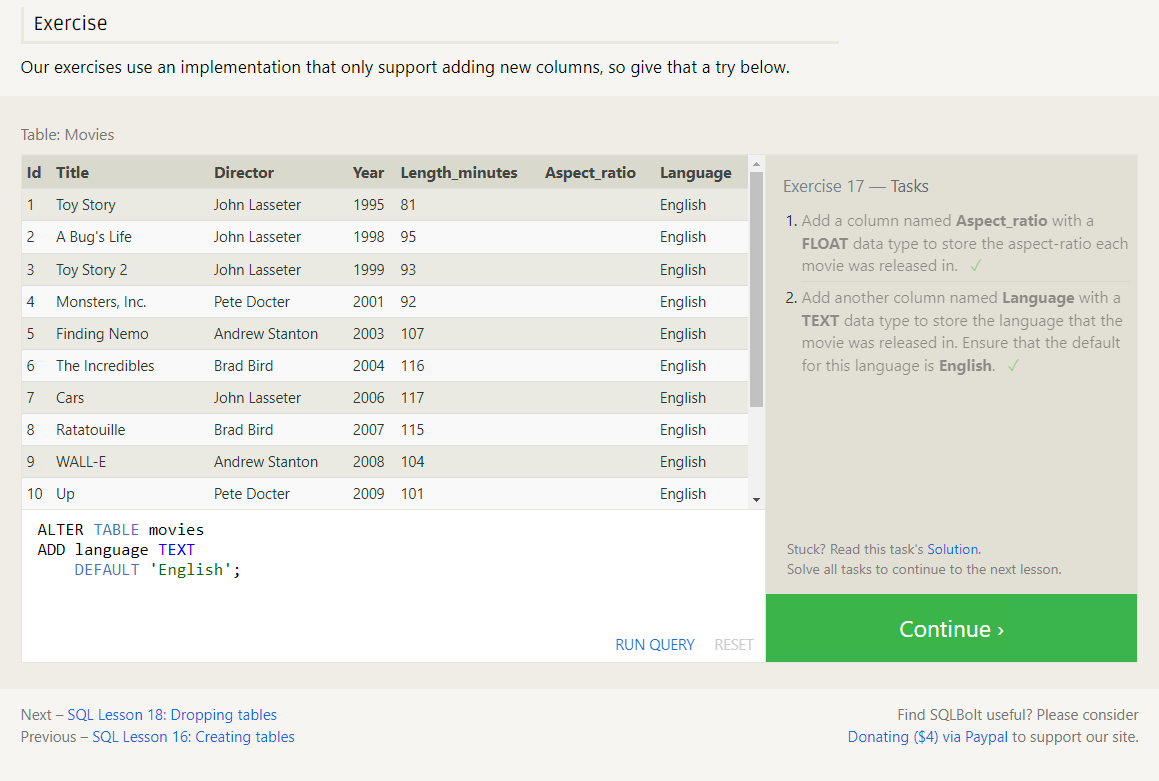 Exercise
Our exercises use an implementation that only support adding new columns, so give that a try below.
Table: Movies
Id Title Director Year Length_minutes Aspect_ratio Language
1 Toy Story John Lasseter 1995 81 English
2 A Bug's Life John Lasseter 1998 95 English
3 Toy Story 2 John Lasseter 1999 93 English
4 Monsters, Inc. Pete Docter 2001 92 English
5 Finding Nemo Andrew Stanton 2003 107 English
6 The Incredibles Brad Bird 2004 116 English
7 Cars John Lasseter 2006 117 English
8 Ratatouille Brad Bird 2007 115 English
9 WALL-E Andrew Stanton 2008 104 English
10 Up Pete Docter 2009 101 English
ALTER TABLE movies
ADD language TEXT
    DEFAULT 'English';
RUN QUERY RESET
Exercise 17 — Tasks
1. Add a column named Aspect_ratio with a
FLOAT data type to store the aspect-ratio each
movie was released in. ✓
2. Add another column named Language with a
TEXT data type to store the language that the
movie was released in. Ensure that the default
for this language is English. ✓
Stuck? Read this task's Solution.
Solve all tasks to continue to the next lesson.
Continue ›
Next – SQL Lesson 18: Dropping tables
Previous – SQL Lesson 16: Creating tables
Find SQLBolt useful? Please consider
Donating ($4) via Paypal to support our site.